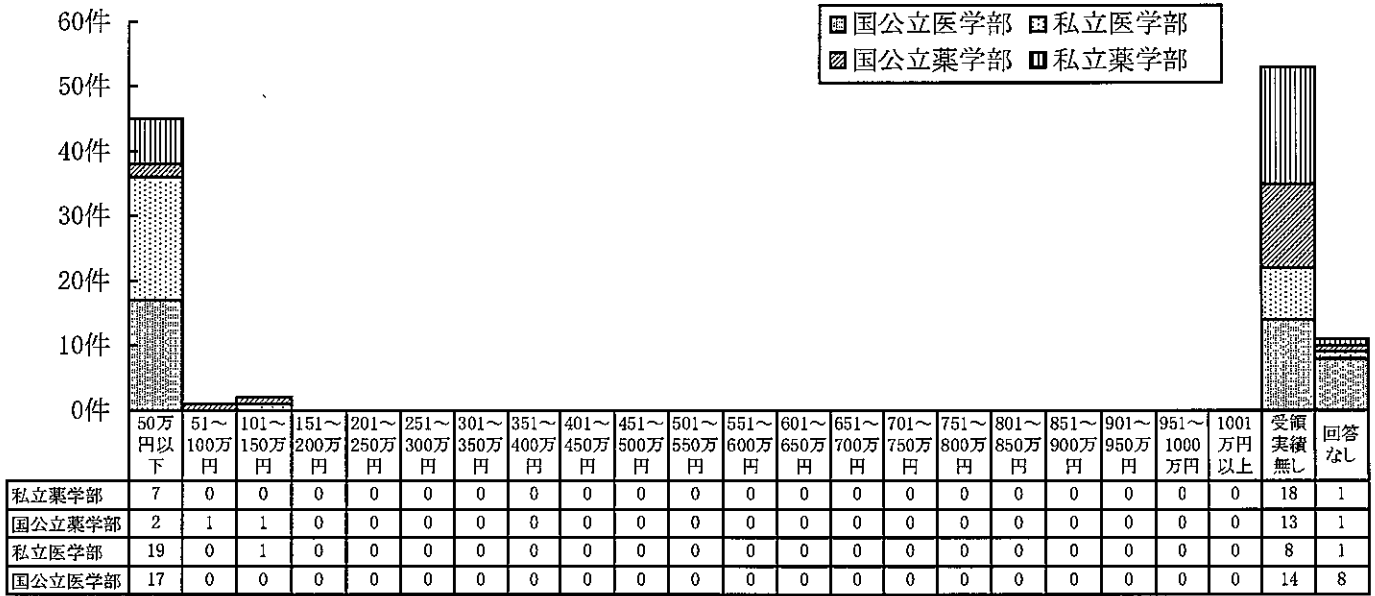 60件
50件
40件
30件
20件
10件
0件
国公立医学部 私立医学部
国公立薬学部 私立薬学部
50万円以下 51~100万円 101~150万円 151~200万円 201~250万円 251~300万円 301~350万円 351~400万円 401~450万円 451~500万円 501~550万円 551~600万円 601~650万円 651~700万円 701~750万円 751~800万円 801~850万円 851~900万円 901~950万円 951~1000万円 1001万円以上 受領実績無し 回答なし
私立薬学部 7 0 0 0 0 0 0 0 0 0 0 0 0 0 0 0 0 0 0 0 0 18 1
国公立薬学部 2 1 1 0 0 0 0 0 0 0 0 0 0 0 0 0 0 0 0 0 0 13 1
私立医学部 19 0 1 0 0 0 0 0 0 0 0 0 0 0 0 0 0 0 0 0 0 8 1
国公立医学部 17 0 0 0 0 0 0 0 0 0 0 0 0 0 0 0 0 0 0 0 0 14 8